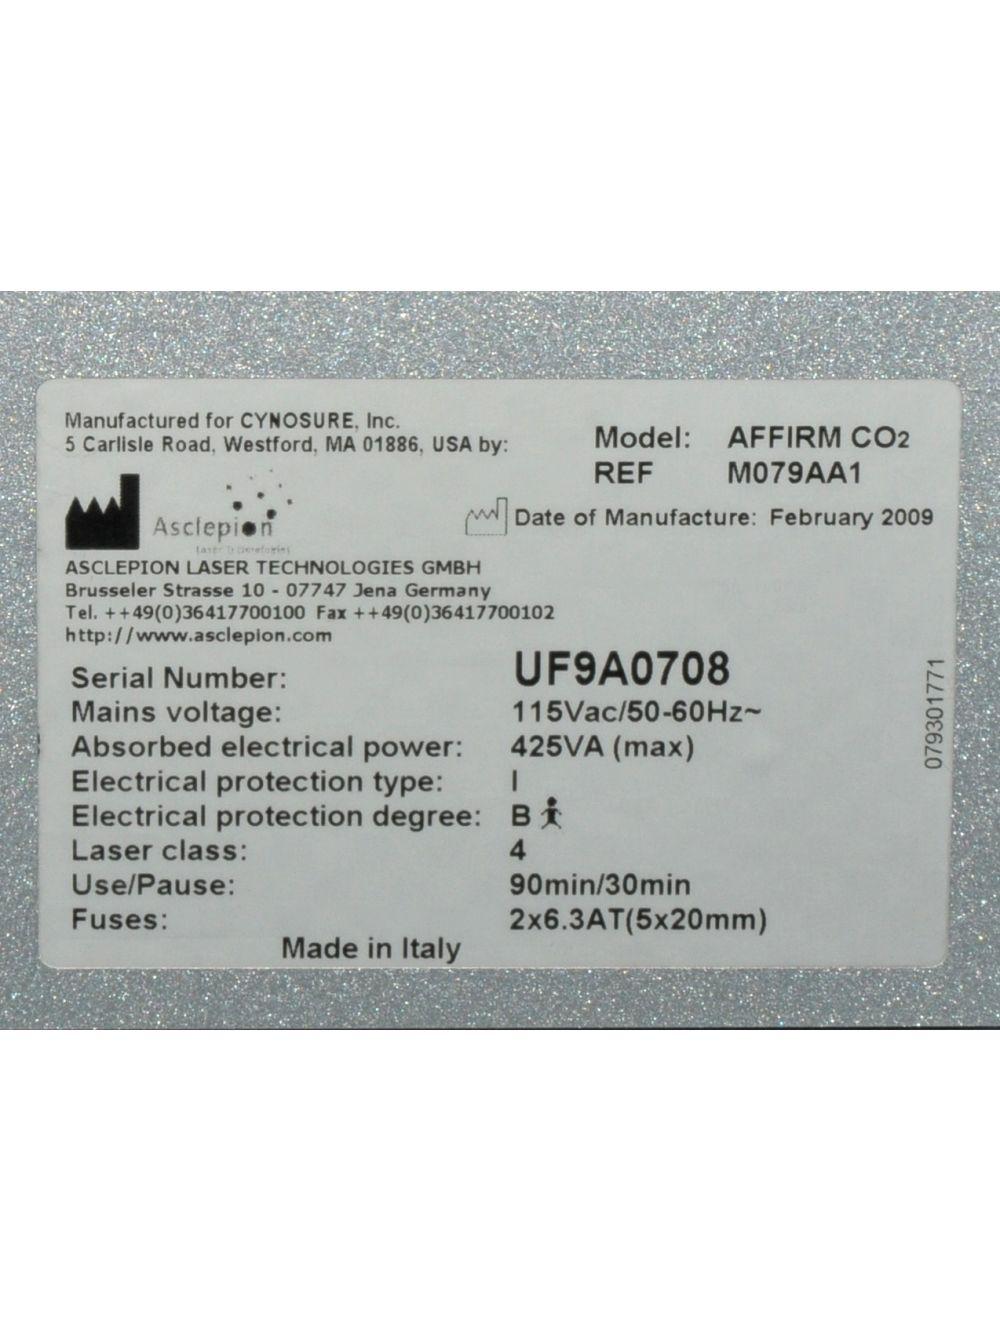 Manufactured for CYNOSURE, Inc.
5 Carlisle Road, Westford, MA 01886, USA by:
Model: AFFIRM CO2
REF M079AA1
Asclepion
Laser Technologies
Date of Manufacture: February 2009
ASCLEPION LASER TECHNOLOGIES GMBH
Brusseler Strasse 10 - 07747 Jena Germany
Tel. ++49(0)36417700100 Fax ++49(0)36417700102
http://www.asclepion.com
Serial Number: UF9A0708
Mains voltage: 115Vac/50-60Hz~
Absorbed electrical power: 425VA (max)
Electrical protection type: I
Electrical protection degree: B
Laser class: 4
Use/Pause: 90min/30min
Fuses: 2x6.3AT(5x20mm)
Made in Italy
079301771